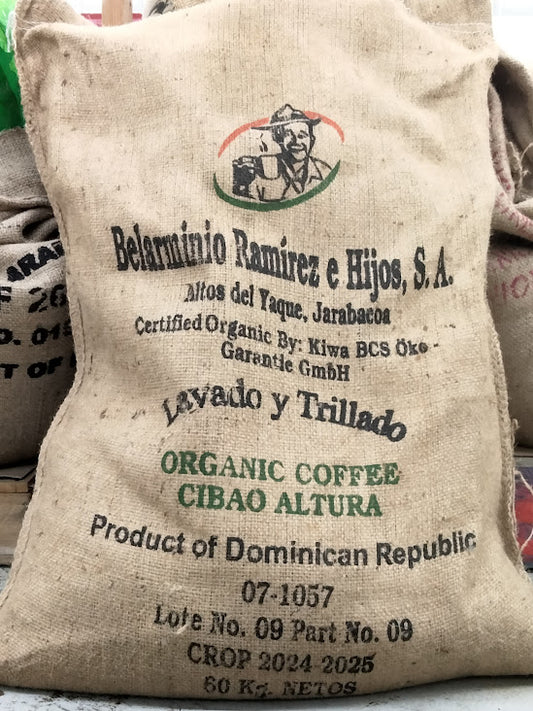 Belarminio Ramirez e Hijos, S.A.
Altos del Yaque, Jarabacoa
Certified Organic By: Kiwa BCS Öko -
Garantie GmbH
Lavado y Trillado
ORGANIC COFFEE
CIBAO ALTURA
Product of Dominican Republic
07-1057
Lote No. 09 Part No. 09
CROP 2024-2025
60 Kg. NETOS